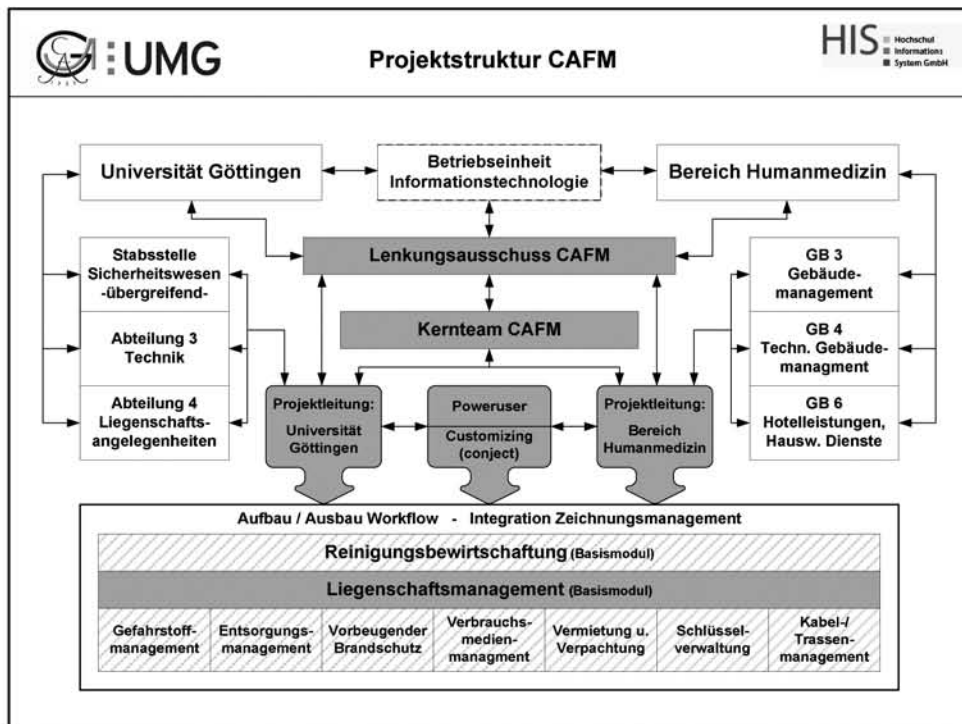 UMG
Projektstruktur CAFM
HIS
Hochschul
Informations
System GmbH
Universität Göttingen
Betriebseinheit
Informationstechnologie
Bereich Humanmedizin
Lenkungsausschuss CAFM
Stabsstelle
Sicherheitswesen
-übergreifend-
Abteilung 3
Technik
Abteilung 4
Liegenschafts-
angelegenheiten
GB 3
Gebäude-
management
GB 4
Techn. Gebäude-
managment
GB 6
Hotelleistungen,
Hausw. Dienste
Kernteam CAFM
Projektleitung:
Universität
Göttingen
Poweruser
Customizing
(conject)
Projektleitung:
Bereich
Humanmedizin
Aufbau / Ausbau Workflow - Integration Zeichnungsmanagement
Reinigungsbewirtschaftung (Basismodul)
Liegenschaftsmanagement (Basismodul)
Gefahrstoff-
management
Entsorgungs-
management
Vorbeugender
Brandschutz
Verbrauchs-
medien-
managment
Vermietung u.
Verpachtung
Schlüssel-
verwaltung
Kabel-/
Trassen-
management